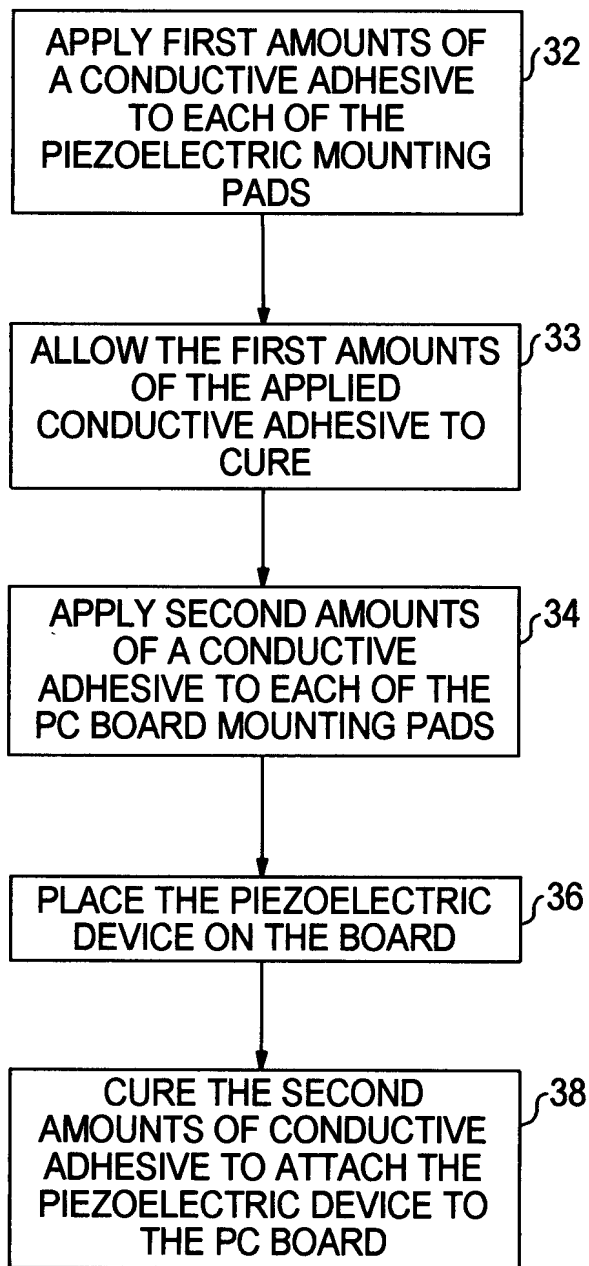 APPLY FIRST AMOUNTS OF
A CONDUCTIVE ADHESIVE
TO EACH OF THE
PIEZOELECTRIC MOUNTING
PADS
32
ALLOW THE FIRST AMOUNTS
OF THE APPLIED
CONDUCTIVE ADHESIVE TO
CURE
33
APPLY SECOND AMOUNTS
OF A CONDUCTIVE
ADHESIVE TO EACH OF THE
PC BOARD MOUNTING PADS
34
PLACE THE PIEZOELECTRIC
DEVICE ON THE BOARD
36
CURE THE SECOND
AMOUNTS OF CONDUCTIVE
ADHESIVE TO ATTACH THE
PIEZOELECTRIC DEVICE TO
THE PC BOARD
38